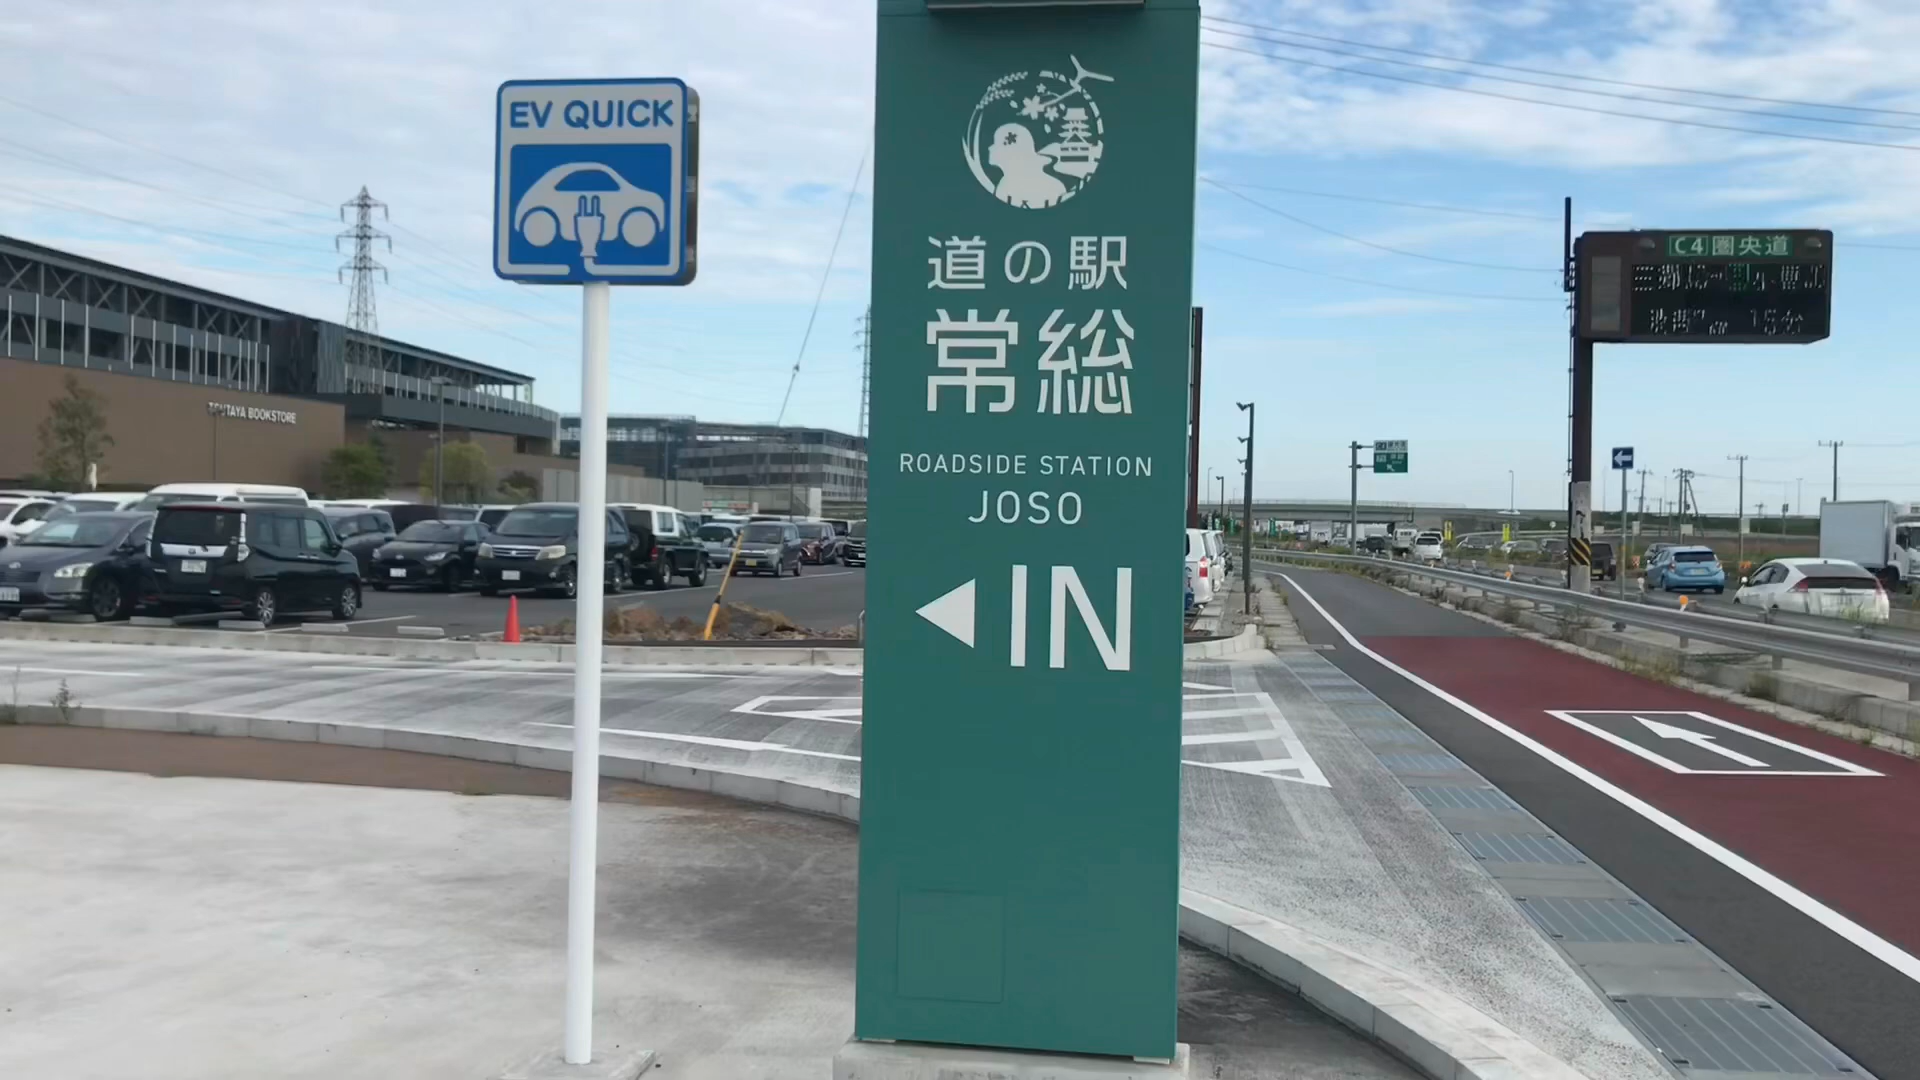 EV QUICK
道の駅
常総
ROADSIDE STATION
JOSO
IN
TSUTAYA BOOKSTORE
C4 圏央道